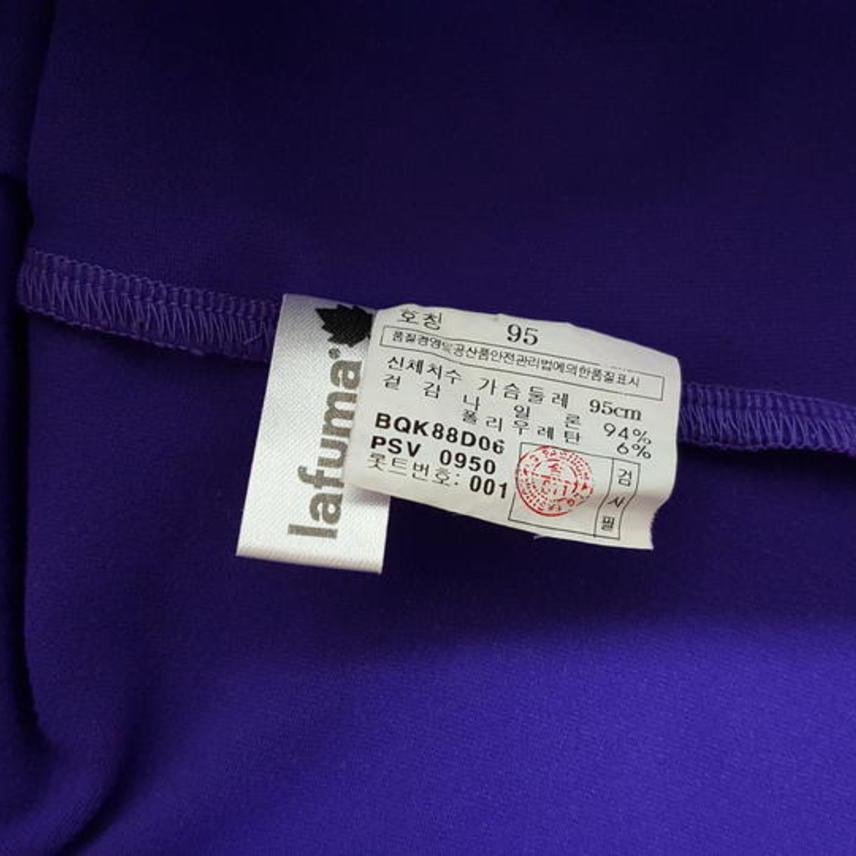 lafuma®
호칭 95
품질경영및공산품안전관리법에의한품질표시
신체치수 가슴둘레 95cm
겉감 나일론 94%
폴리우레탄 6%
BQK88D06
PSV 0950
롯트번호: 001
검사필